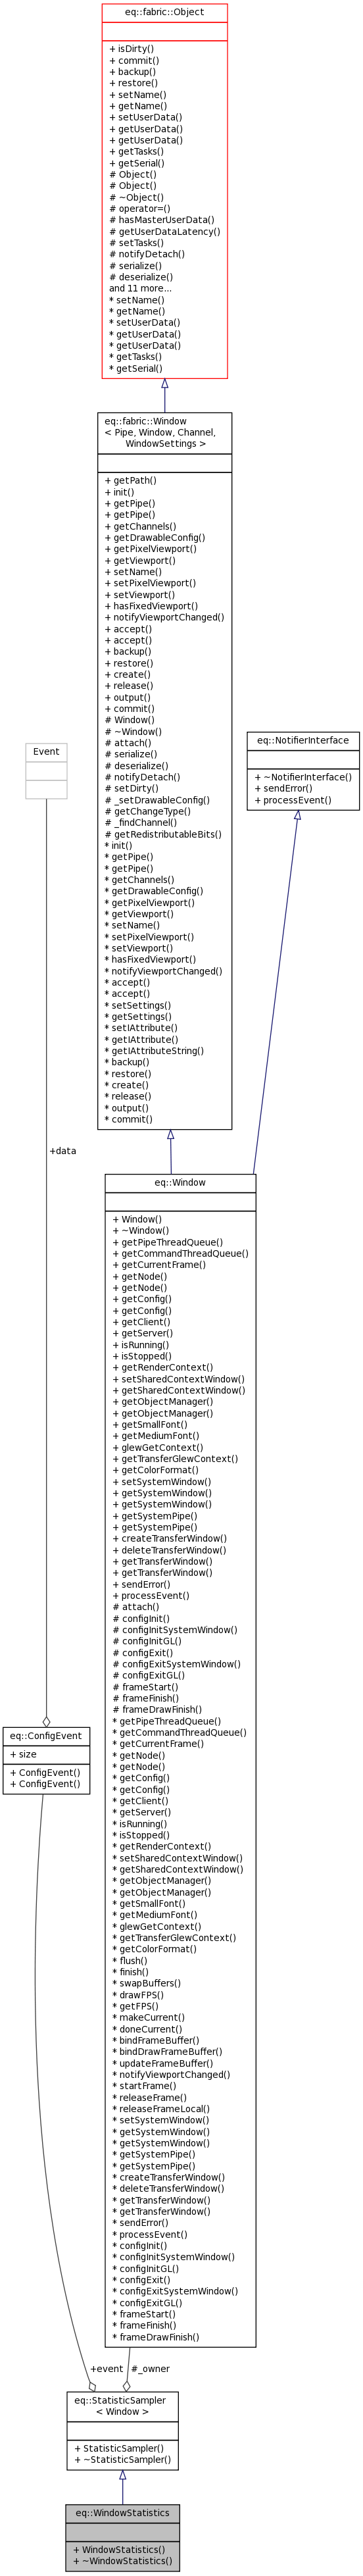 eq::fabric::Object
+ isDirty()
+ commit()
+ backup()
+ restore()
+ setName()
+ getName()
+ setUserData()
+ getUserData()
+ getUserData()
+ getTasks()
+ getSerial()
# Object()
# Object()
# ~Object()
# operator=()
# hasMasterUserData()
# getUserDataLatency()
# setTasks()
# notifyDetach()
# serialize()
# deserialize()
and 11 more...
* setName()
* getName()
* setUserData()
* getUserData()
* getUserData()
* getTasks()
* getSerial()
eq::fabric::Window
< Pipe, Window, Channel,
WindowSettings >
+ getPath()
+ init()
+ getPipe()
+ getPipe()
+ getChannels()
+ getDrawableConfig()
+ getPixelViewport()
+ getViewport()
+ setName()
+ setPixelViewport()
+ setViewport()
+ hasFixedViewport()
+ notifyViewportChanged()
+ accept()
+ accept()
+ backup()
+ restore()
+ create()
+ release()
+ output()
+ commit()
# Window()
# ~Window()
# attach()
# serialize()
# deserialize()
# notifyDetach()
# setDirty()
# _setDrawableConfig()
# getChangeType()
# _findChannel()
# getRedistributableBits()
* init()
* getPipe()
* getPipe()
* getChannels()
* getDrawableConfig()
* getPixelViewport()
* getViewport()
* setName()
* setPixelViewport()
* setViewport()
* hasFixedViewport()
* notifyViewportChanged()
* accept()
* accept()
* setSettings()
* getSettings()
* setIAttribute()
* getIAttribute()
* getIAttributeString()
* backup()
* restore()
* create()
* release()
* output()
* commit()
Event
eq::NotifierInterface
+ ~NotifierInterface()
+ sendError()
+ processEvent()
+data
eq::Window
+ Window()
+ ~Window()
+ getPipeThreadQueue()
+ getCommandThreadQueue()
+ getCurrentFrame()
+ getNode()
+ getNode()
+ getConfig()
+ getConfig()
+ getClient()
+ getServer()
+ isRunning()
+ isStopped()
+ getRenderContext()
+ setSharedContextWindow()
+ getSharedContextWindow()
+ getObjectManager()
+ getObjectManager()
+ getSmallFont()
+ getMediumFont()
+ glewGetContext()
+ getTransferGlewContext()
+ getColorFormat()
+ setSystemWindow()
+ getSystemWindow()
+ getSystemWindow()
+ getSystemPipe()
+ getSystemPipe()
+ createTransferWindow()
+ deleteTransferWindow()
+ getTransferWindow()
+ getTransferWindow()
+ sendError()
+ processEvent()
# attach()
# configInit()
# configInitSystemWindow()
# configInitGL()
# configExit()
# configExitSystemWindow()
# configExitGL()
# frameStart()
# frameFinish()
# frameDrawFinish()
* getPipeThreadQueue()
* getCommandThreadQueue()
* getCurrentFrame()
* getNode()
* getNode()
* getConfig()
* getConfig()
* getClient()
* getServer()
* isRunning()
* isStopped()
* getRenderContext()
* setSharedContextWindow()
* getSharedContextWindow()
* getObjectManager()
* getObjectManager()
* getSmallFont()
* getMediumFont()
* glewGetContext()
* getTransferGlewContext()
* getColorFormat()
* flush()
* finish()
* swapBuffers()
* drawFPS()
* getFPS()
* makeCurrent()
* doneCurrent()
* bindFrameBuffer()
* bindDrawFrameBuffer()
* updateFrameBuffer()
* notifyViewportChanged()
* startFrame()
* releaseFrame()
* releaseFrameLocal()
* setSystemWindow()
* getSystemWindow()
* getSystemWindow()
* getSystemPipe()
* getSystemPipe()
* createTransferWindow()
* deleteTransferWindow()
* getTransferWindow()
* getTransferWindow()
* sendError()
* processEvent()
* configInit()
* configInitSystemWindow()
* configInitGL()
* configExit()
* configExitSystemWindow()
* configExitGL()
* frameStart()
* frameFinish()
* frameDrawFinish()
eq::ConfigEvent
+ size
+ ConfigEvent()
+ ConfigEvent()
+event
#_owner
eq::StatisticSampler
< Window >
+ StatisticSampler()
+ ~StatisticSampler()
eq::WindowStatistics
+ WindowStatistics()
+ ~WindowStatistics()